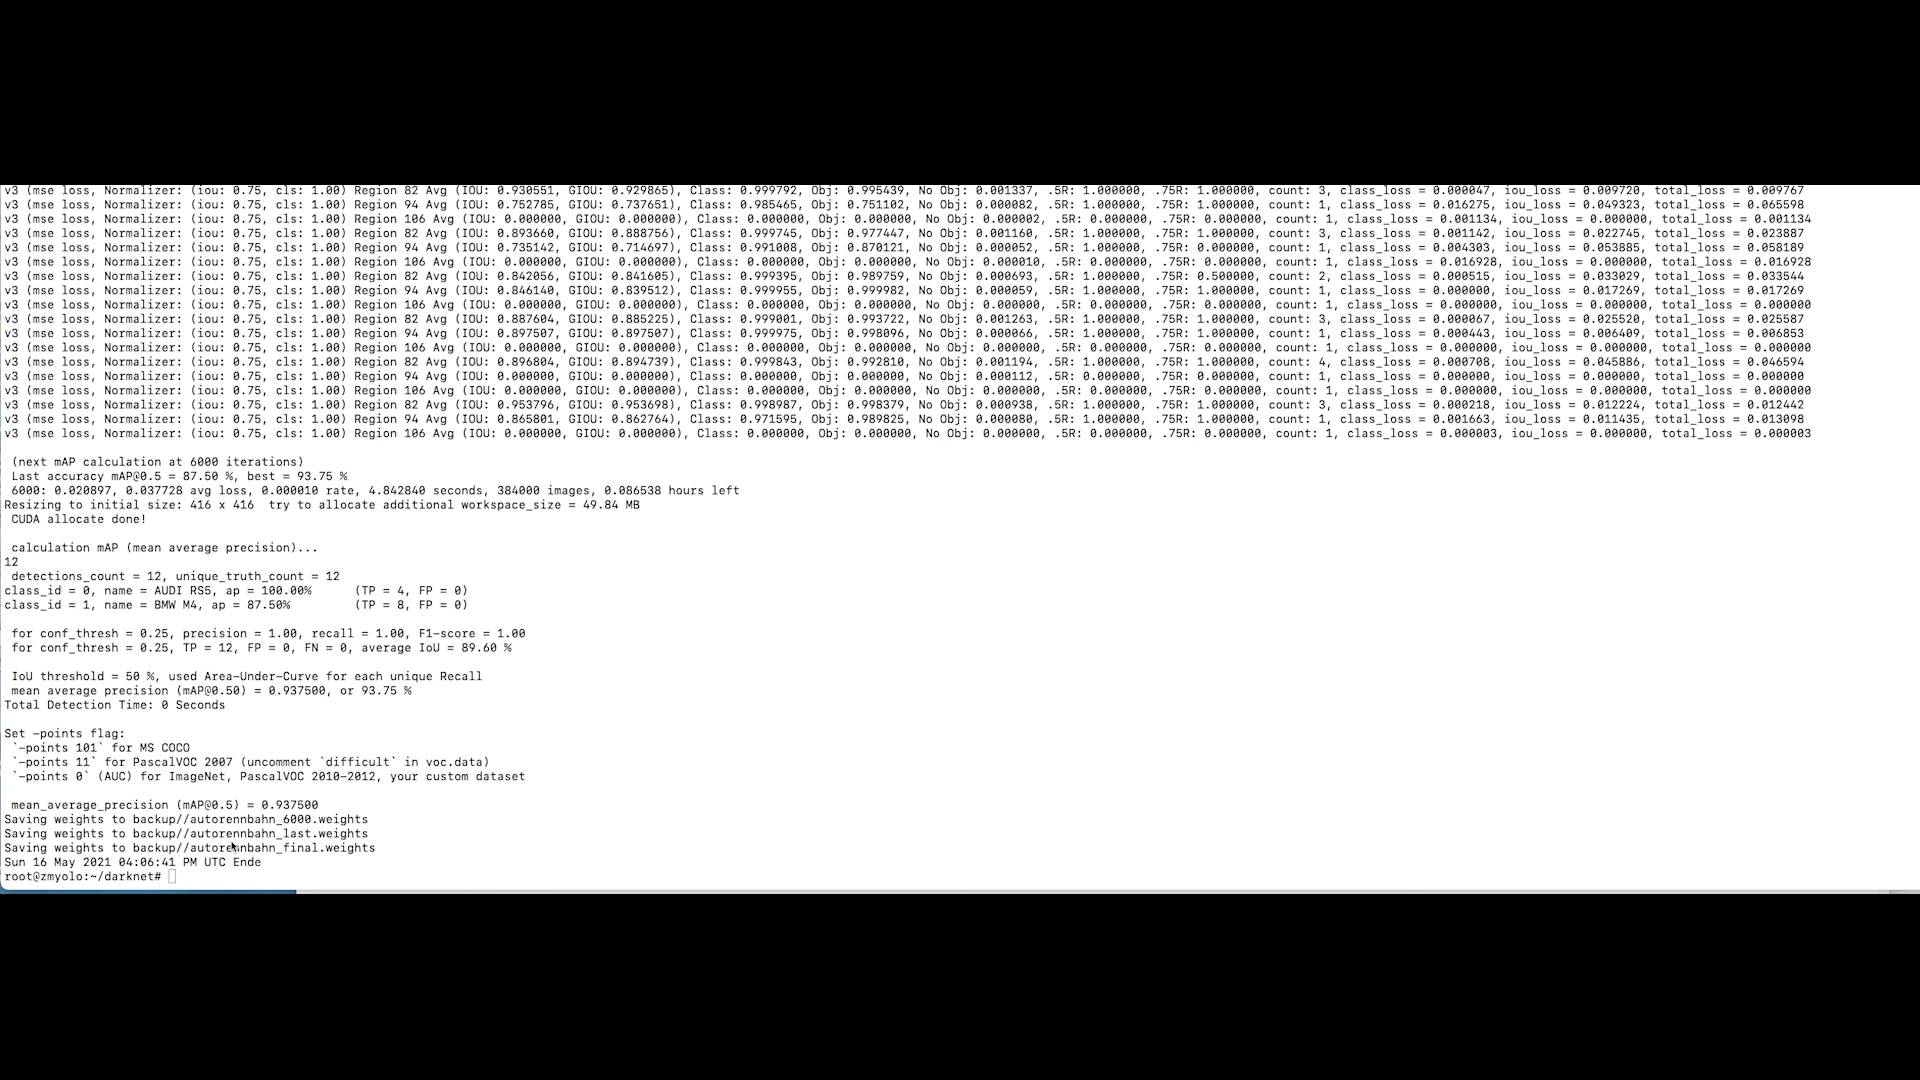 v3 (mse loss, Normalizer: (iou: 0.75, cls: 1.00) Region 82 Avg (IOU: 0.930551, GIOU: 0.929865), Class: 0.999792, Obj: 0.995439, No Obj: 0.001337, .5R: 1.000000, .75R: 1.000000, count: 3, class_loss = 0.000047, iou_loss = 0.009720, total_loss = 0.009767
v3 (mse loss, Normalizer: (iou: 0.75, cls: 1.00) Region 94 Avg (IOU: 0.752785, GIOU: 0.737651), Class: 0.985465, Obj: 0.751102, No Obj: 0.000082, .5R: 1.000000, .75R: 1.000000, count: 1, class_loss = 0.016275, iou_loss = 0.049323, total_loss = 0.065598
v3 (mse loss, Normalizer: (iou: 0.75, cls: 1.00) Region 106 Avg (IOU: 0.000000, GIOU: 0.000000), Class: 0.000000, Obj: 0.000000, No Obj: 0.000002, .5R: 0.000000, .75R: 0.000000, count: 1, class_loss = 0.001134, iou_loss = 0.000000, total_loss = 0.001134
v3 (mse loss, Normalizer: (iou: 0.75, cls: 1.00) Region 82 Avg (IOU: 0.893660, GIOU: 0.888756), Class: 0.999745, Obj: 0.977447, No Obj: 0.001160, .5R: 1.000000, .75R: 1.000000, count: 3, class_loss = 0.001142, iou_loss = 0.022745, total_loss = 0.023887
v3 (mse loss, Normalizer: (iou: 0.75, cls: 1.00) Region 94 Avg (IOU: 0.735142, GIOU: 0.714697), Class: 0.991008, Obj: 0.870121, No Obj: 0.000052, .5R: 1.000000, .75R: 0.000000, count: 1, class_loss = 0.004303, iou_loss = 0.053885, total_loss = 0.058189
v3 (mse loss, Normalizer: (iou: 0.75, cls: 1.00) Region 106 Avg (IOU: 0.000000, GIOU: 0.000000), Class: 0.000000, Obj: 0.000000, No Obj: 0.000010, .5R: 0.000000, .75R: 0.000000, count: 1, class_loss = 0.016928, iou_loss = 0.000000, total_loss = 0.016928
v3 (mse loss, Normalizer: (iou: 0.75, cls: 1.00) Region 82 Avg (IOU: 0.842056, GIOU: 0.841605), Class: 0.999395, Obj: 0.989759, No Obj: 0.000693, .5R: 1.000000, .75R: 0.500000, count: 2, class_loss = 0.000515, iou_loss = 0.033029, total_loss = 0.033544
v3 (mse loss, Normalizer: (iou: 0.75, cls: 1.00) Region 94 Avg (IOU: 0.846140, GIOU: 0.839512), Class: 0.999955, Obj: 0.999982, No Obj: 0.000059, .5R: 1.000000, .75R: 1.000000, count: 1, class_loss = 0.000000, iou_loss = 0.017269, total_loss = 0.017269
v3 (mse loss, Normalizer: (iou: 0.75, cls: 1.00) Region 106 Avg (IOU: 0.000000, GIOU: 0.000000), Class: 0.000000, Obj: 0.000000, No Obj: 0.000000, .5R: 0.000000, .75R: 0.000000, count: 1, class_loss = 0.000000, iou_loss = 0.000000, total_loss = 0.000000
v3 (mse loss, Normalizer: (iou: 0.75, cls: 1.00) Region 82 Avg (IOU: 0.887604, GIOU: 0.885225), Class: 0.999001, Obj: 0.993722, No Obj: 0.001263, .5R: 1.000000, .75R: 1.000000, count: 3, class_loss = 0.000067, iou_loss = 0.025520, total_loss = 0.025587
v3 (mse loss, Normalizer: (iou: 0.75, cls: 1.00) Region 94 Avg (IOU: 0.897507, GIOU: 0.897507), Class: 0.999975, Obj: 0.998096, No Obj: 0.000066, .5R: 1.000000, .75R: 1.000000, count: 1, class_loss = 0.000443, iou_loss = 0.006409, total_loss = 0.006853
v3 (mse loss, Normalizer: (iou: 0.75, cls: 1.00) Region 106 Avg (IOU: 0.000000, GIOU: 0.000000), Class: 0.000000, Obj: 0.000000, No Obj: 0.000000, .5R: 0.000000, .75R: 0.000000, count: 1, class_loss = 0.000000, iou_loss = 0.000000, total_loss = 0.000000
v3 (mse loss, Normalizer: (iou: 0.75, cls: 1.00) Region 82 Avg (IOU: 0.896804, GIOU: 0.894739), Class: 0.999843, Obj: 0.992810, No Obj: 0.001194, .5R: 1.000000, .75R: 1.000000, count: 4, class_loss = 0.000708, iou_loss = 0.045886, total_loss = 0.046594
v3 (mse loss, Normalizer: (iou: 0.75, cls: 1.00) Region 94 Avg (IOU: 0.000000, GIOU: 0.000000), Class: 0.000000, Obj: 0.000000, No Obj: 0.000112, .5R: 0.000000, .75R: 0.000000, count: 1, class_loss = 0.000000, iou_loss = 0.000000, total_loss = 0.000000
v3 (mse loss, Normalizer: (iou: 0.75, cls: 1.00) Region 106 Avg (IOU: 0.000000, GIOU: 0.000000), Class: 0.000000, Obj: 0.000000, No Obj: 0.000000, .5R: 0.000000, .75R: 0.000000, count: 1, class_loss = 0.000000, iou_loss = 0.000000, total_loss = 0.000000
v3 (mse loss, Normalizer: (iou: 0.75, cls: 1.00) Region 82 Avg (IOU: 0.953796, GIOU: 0.953698), Class: 0.998987, Obj: 0.998379, No Obj: 0.000938, .5R: 1.000000, .75R: 1.000000, count: 3, class_loss = 0.000218, iou_loss = 0.012224, total_loss = 0.012442
v3 (mse loss, Normalizer: (iou: 0.75, cls: 1.00) Region 94 Avg (IOU: 0.865801, GIOU: 0.862764), Class: 0.971595, Obj: 0.989825, No Obj: 0.000080, .5R: 1.000000, .75R: 1.000000, count: 1, class_loss = 0.001663, iou_loss = 0.011435, total_loss = 0.013098
v3 (mse loss, Normalizer: (iou: 0.75, cls: 1.00) Region 106 Avg (IOU: 0.000000, GIOU: 0.000000), Class: 0.000000, Obj: 0.000000, No Obj: 0.000000, .5R: 0.000000, .75R: 0.000000, count: 1, class_loss = 0.000003, iou_loss = 0.000000, total_loss = 0.000003
(next mAP calculation at 6000 iterations)
Last accuracy mAP@0.5 = 87.50 %, best = 93.75 %
6000: 0.020897, 0.037728 avg loss, 0.000010 rate, 4.842840 seconds, 384000 images, 0.086538 hours left
Resizing to initial size: 416 x 416  try to allocate additional workspace_size = 49.84 MB
CUDA allocate done!
calculation mAP (mean average precision)...
12
detections_count = 12, unique_truth_count = 12
class_id = 0, name = AUDI RS5, ap = 100.00%      (TP = 4, FP = 0)
class_id = 1, name = BMW M4, ap = 87.50%         (TP = 8, FP = 0)
for conf_thresh = 0.25, precision = 1.00, recall = 1.00, F1-score = 1.00
for conf_thresh = 0.25, TP = 12, FP = 0, FN = 0, average IoU = 89.60 %
IoU threshold = 50 %, used Area-Under-Curve for each unique Recall
mean average precision (mAP@0.50) = 0.937500, or 93.75 %
Total Detection Time: 0 Seconds
Set -points flag:
`-points 101` for MS COCO
`-points 11` for PascalVOC 2007 (uncomment `difficult` in voc.data)
`-points 0` (AUC) for ImageNet, PascalVOC 2010-2012, your custom dataset
mean_average_precision (mAP@0.5) = 0.937500
Saving weights to backup//autorennbahn_6000.weights
Saving weights to backup//autorennbahn_last.weights
Saving weights to backup//autorennbahn_final.weights
Sun 16 May 2021 04:06:41 PM UTC Ende
root@zmyolo:~/darknet#